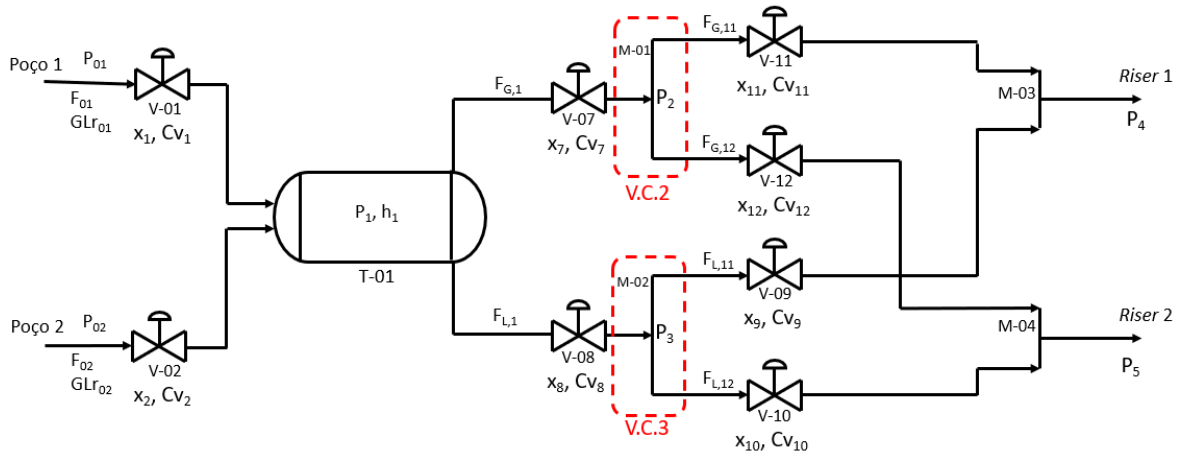 Poço 1
P01
F01
GLr01
V-01
x1, Cv1
Poço 2
P02
F02
GLr02
V-02
x2, Cv2
P1, h1
T-01
FG,1
V-07
x7, Cv7
FL,1
V-08
x8, Cv8
M-01
P2
V.C.2
M-02
P3
V.C.3
FG,11
V-11
x11, Cv11
FG,12
V-12
x12, Cv12
FL,11
V-09
x9, Cv9
FL,12
V-10
x10, Cv10
M-03
Riser 1
P4
M-04
Riser 2
P5